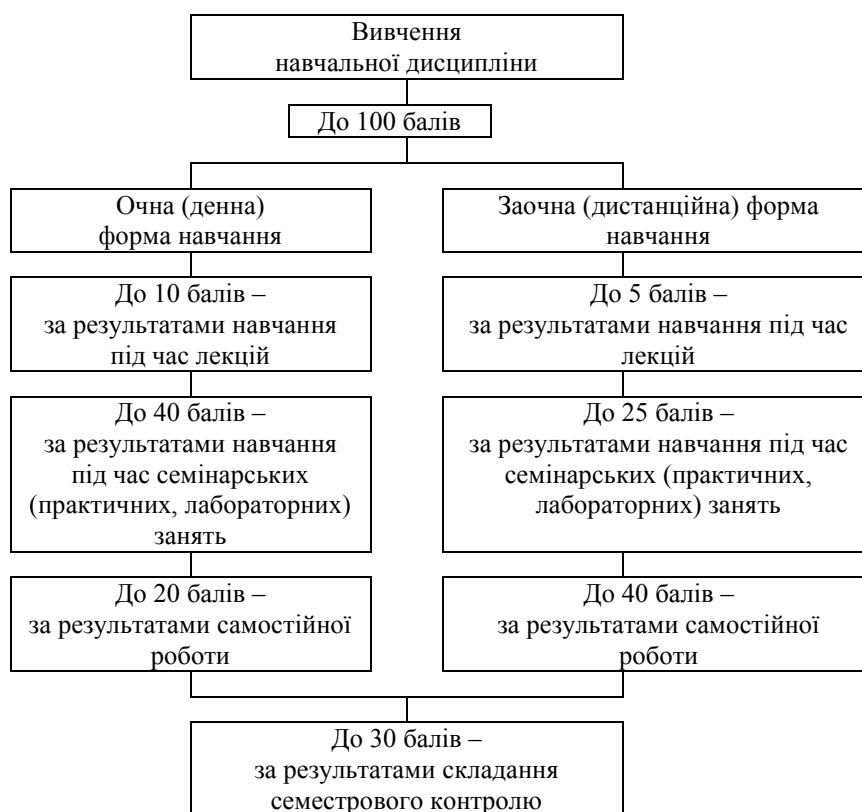 Вивчення
навчальної дисципліни
До 100 балів
Очна (денна)
форма навчання
Заочна (дистанційна) форма
навчання
До 10 балів –
за результатами навчання
під час лекцій
До 5 балів –
за результатами навчання під час
лекцій
До 40 балів –
за результатами навчання
під час семінарських
(практичних, лабораторних)
занять
До 25 балів –
за результатами навчання під час
семінарських (практичних,
лабораторних) занять
До 20 балів –
за результатами самостійної
роботи
До 40 балів –
за результатами самостійної
роботи
До 30 балів –
за результатами складання
семестрового контролю